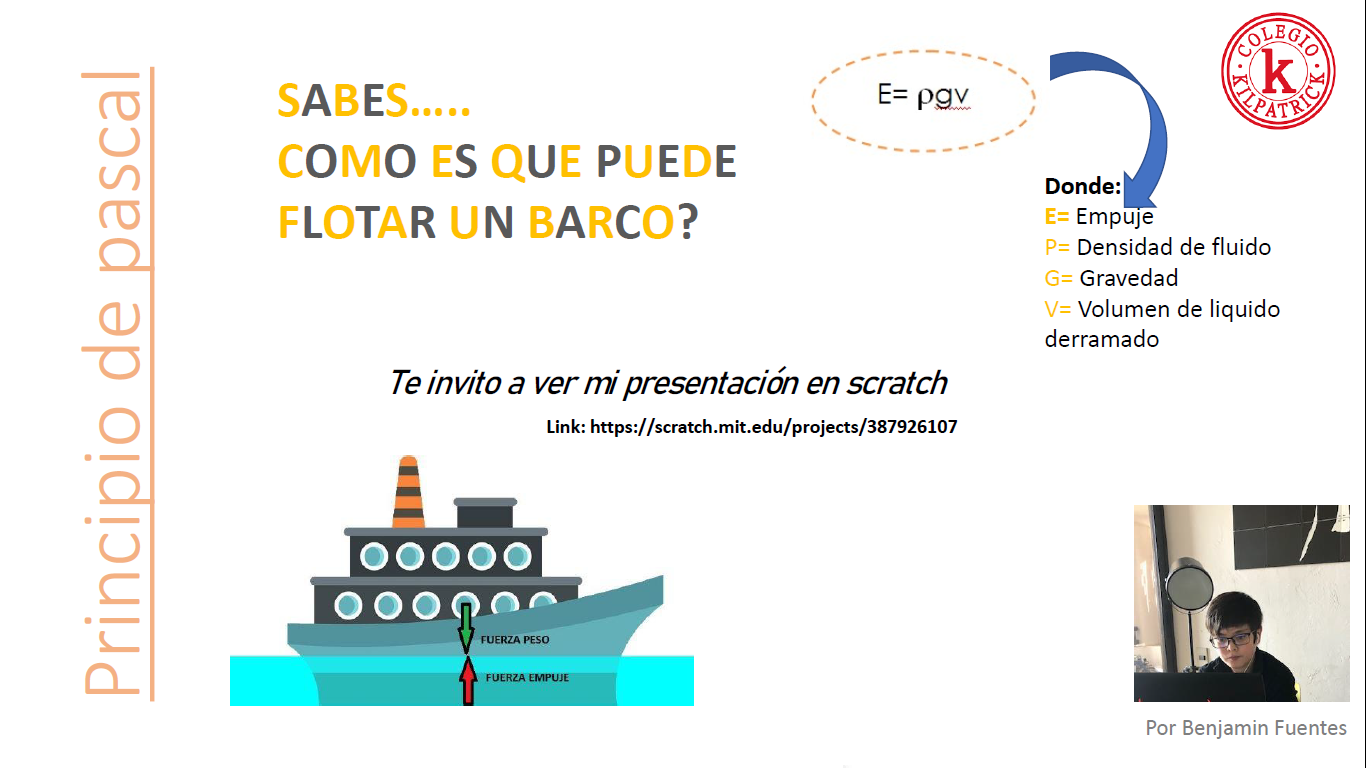 Principio de pascal
SABES.....
COMO ES QUE PUEDE
FLOTAR UN BARCO?
E= ρgv
COLEGIO
k
KILPATRICK
Donde:
E= Empuje
P= Densidad de fluido
G= Gravedad
V= Volumen de liquido
derramado
Te invito a ver mi presentación en scratch
Link: https://scratch.mit.edu/projects/387926107
FUERZA PESO
FUERZA EMPUJE
Por Benjamin Fuentes